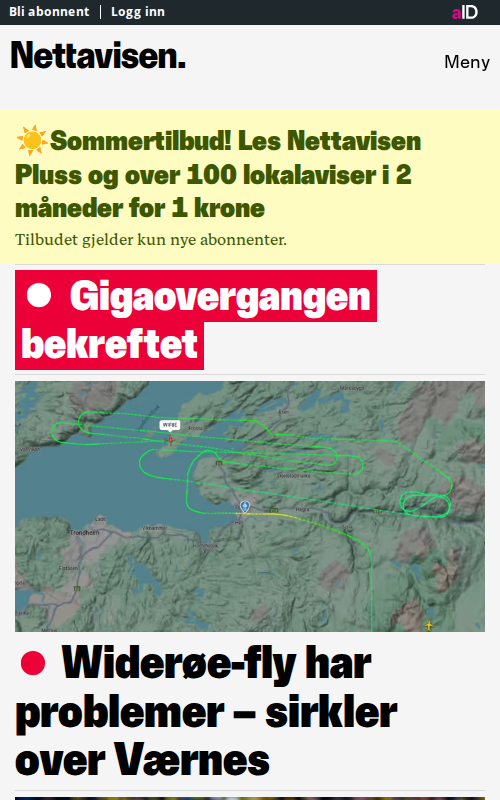 Bli abonnent | Logg inn
aID
Nettavisen.
Meny
☀️Sommertilbud! Les Nettavisen
Pluss og over 100 lokalaviser i 2
måneder for 1 krone
Tilbudet gjelder kun nye abonnenter.
Gigaovergangen
bekreftet
Trondheim
Widerøe-fly har
problemer – sirkler
over Værnes